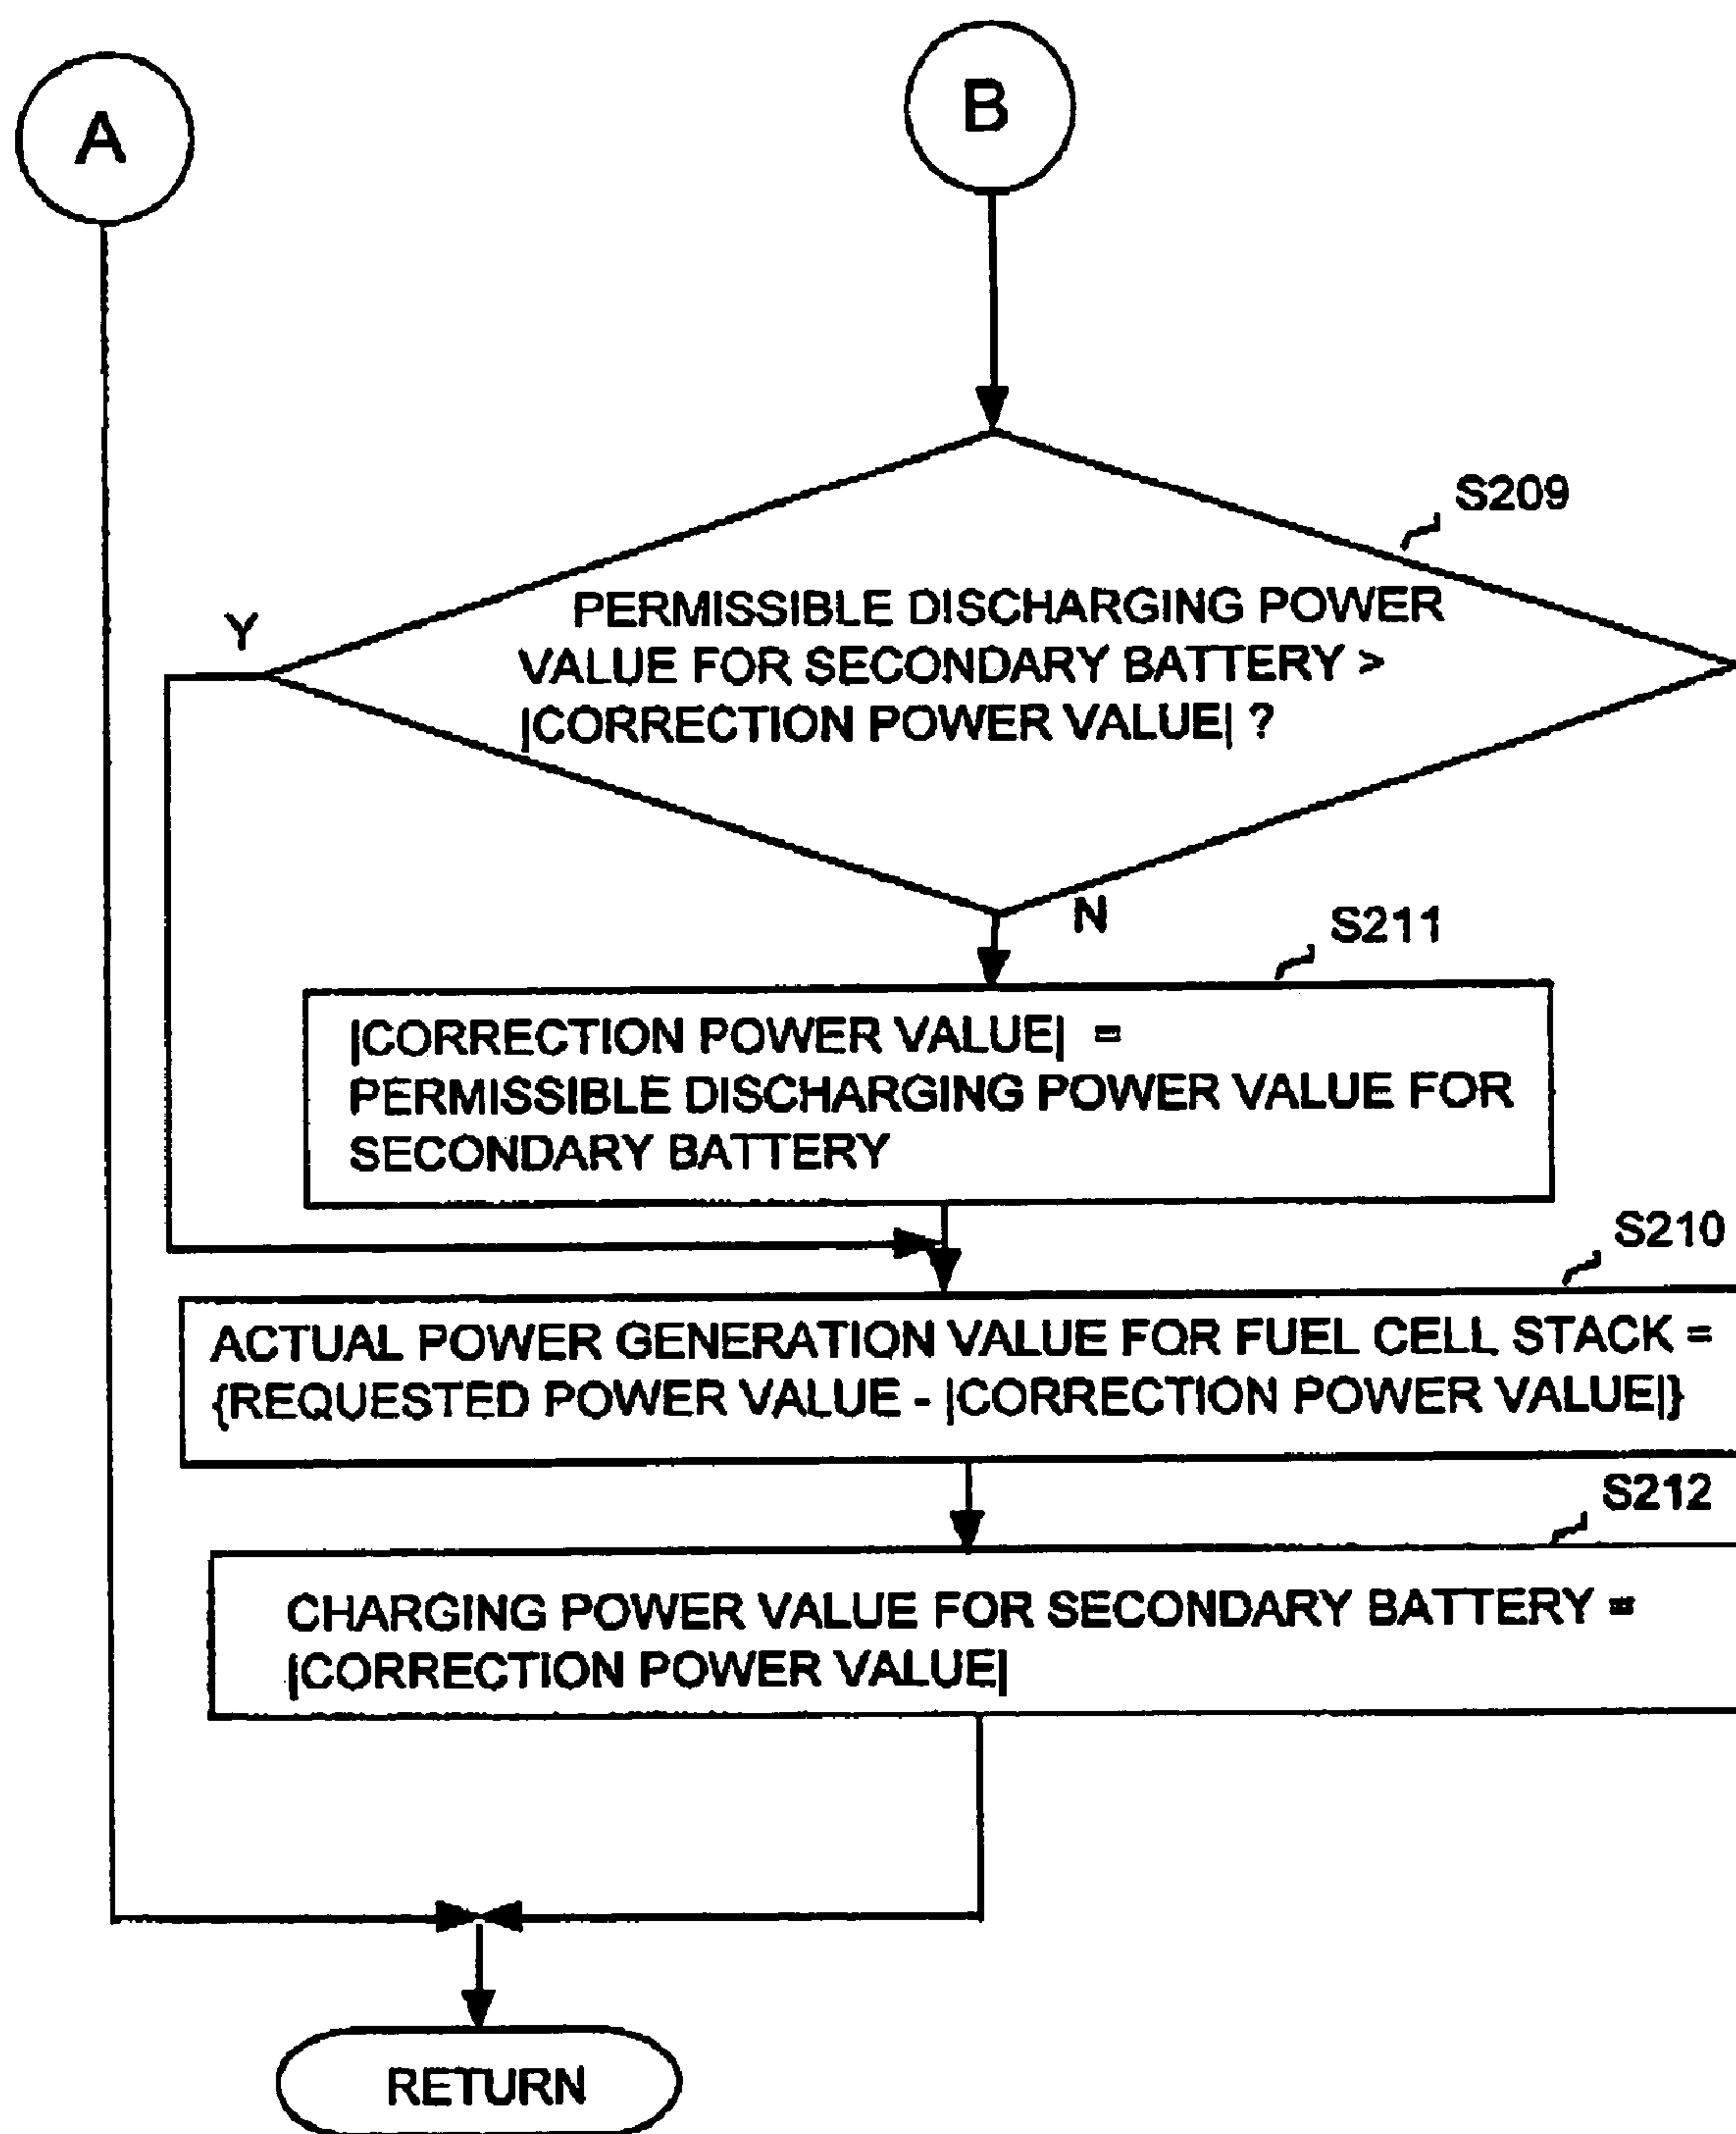 A
B
S209
PERMISSIBLE DISCHARGING POWER
VALUE FOR SECONDARY BATTERY >
|CORRECTION POWER VALUE| ?
Y
N
S211
|CORRECTION POWER VALUE| =
PERMISSIBLE DISCHARGING POWER VALUE FOR
SECONDARY BATTERY
S210
ACTUAL POWER GENERATION VALUE FOR FUEL CELL STACK =
{REQUESTED POWER VALUE - |CORRECTION POWER VALUE|}
S212
CHARGING POWER VALUE FOR SECONDARY BATTERY =
|CORRECTION POWER VALUE|
RETURN